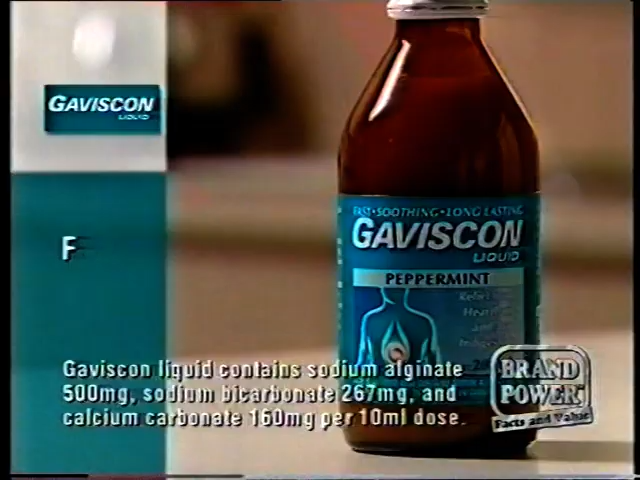 GAVISCON
LIQUID
F
FAST•SOOTHING•LONG LASTING
GAVISCON
LIQUID
PEPPERMINT
Gaviscon liquid contains sodium alginate
500mg, sodium bicarbonate 267mg, and
calcium carbonate 160mg per 10ml dose.
BRAND
POWER
Facts and Value